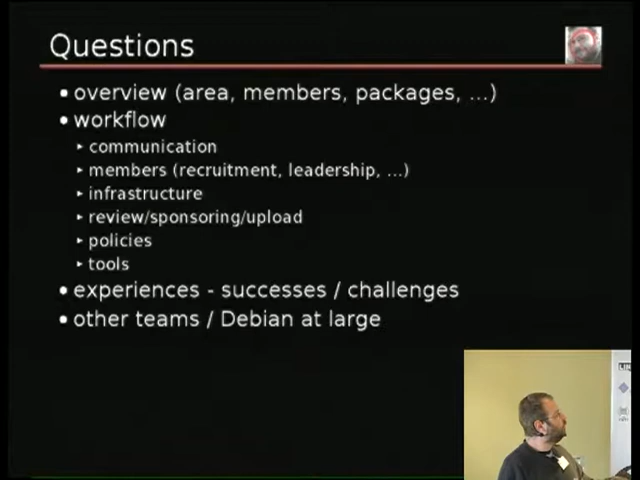 Questions
• overview (area, members, packages, ...)
• workflow
▸ communication
▸ members (recruitment, leadership, ...)
▸ infrastructure
▸ review/sponsoring/upload
▸ policies
▸ tools
• experiences - successes / challenges
• other teams / Debian at large